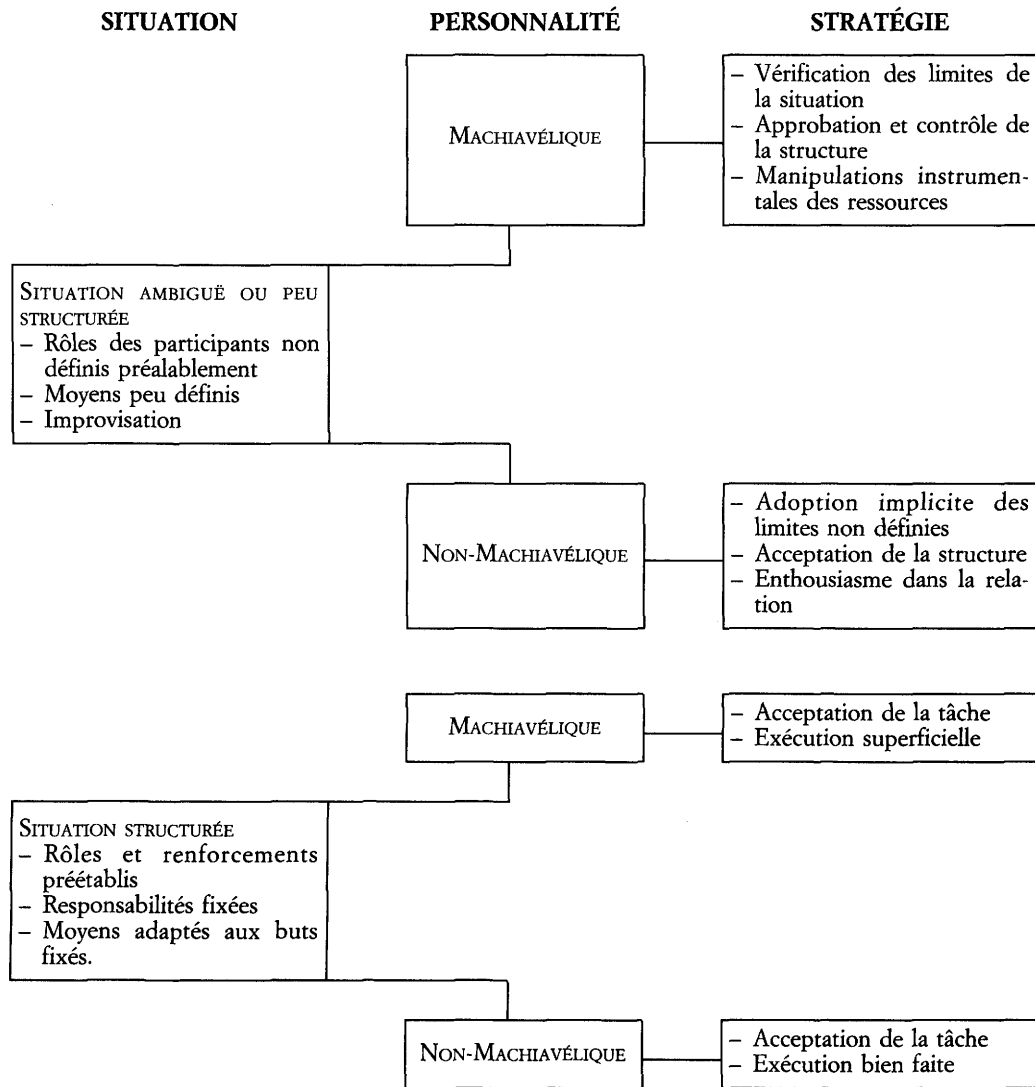 SITUATION PERSONNALITÉ STRATÉGIE
MACHIAVÉLIQUE
– Vérification des limites de
la situation
– Approbation et contrôle de
la structure
– Manipulations instrumen-
tales des ressources
SITUATION AMBIGUË OU PEU
STRUCTURÉE
– Rôles des participants non
définis préalablement
– Moyens peu définis
– Improvisation
NON-MACHIAVÉLIQUE
– Adoption implicite des
limites non définies
– Acceptation de la structure
– Enthousiasme dans la rela-
tion
MACHIAVÉLIQUE
– Acceptation de la tâche
– Exécution superficielle
SITUATION STRUCTURÉE
– Rôles et renforcements
préétablis
– Responsabilités fixées
– Moyens adaptés aux buts
fixés.
NON-MACHIAVÉLIQUE
– Acceptation de la tâche
– Exécution bien faite